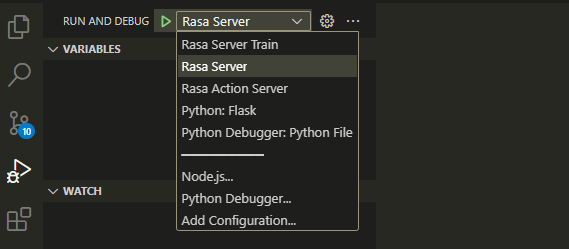 RUN AND DEBUG Rasa Server
VARIABLES
Rasa Server Train
Rasa Server
Rasa Action Server
Python: Flask
Python Debugger: Python File
10
Node.js...
WATCH
Python Debugger...
Add Configuration...